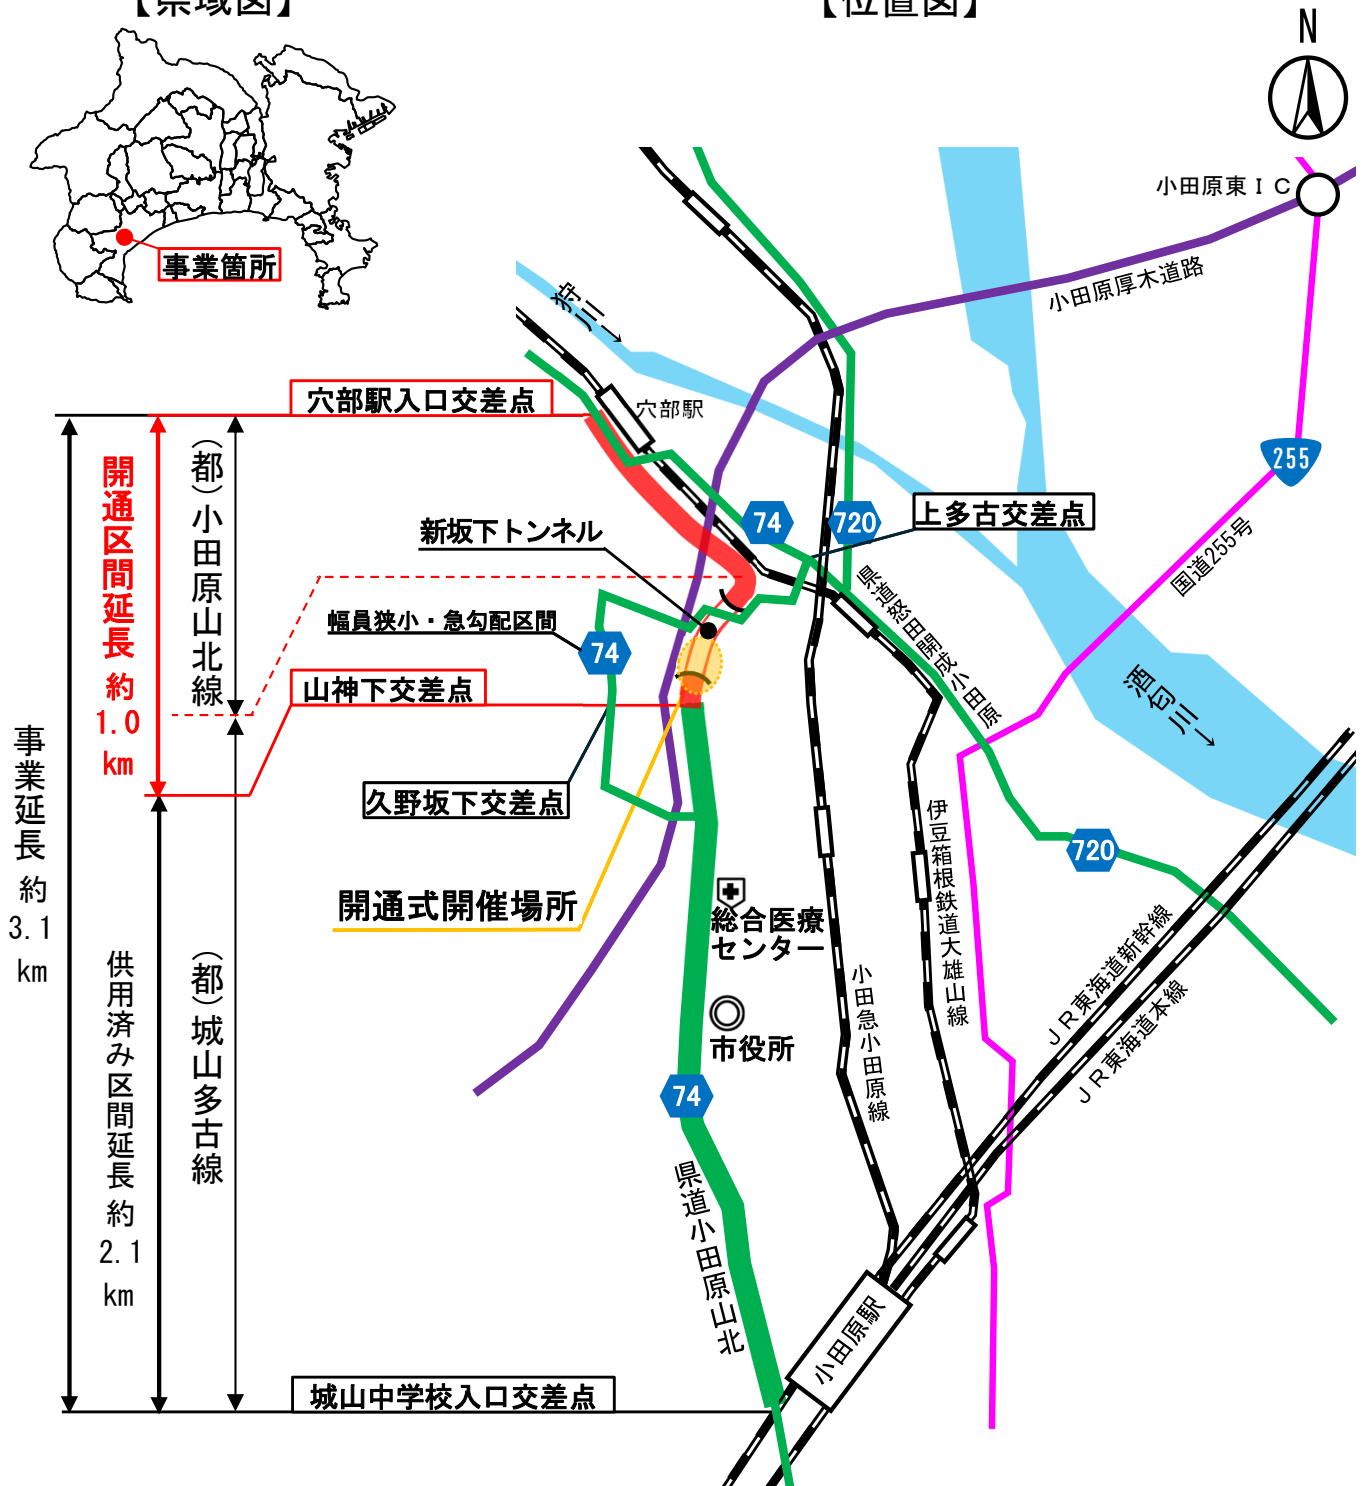 【県域図】
【位置図】
N
事業箇所
小田原東ＩＣ
小田原厚木道路
狩川→
穴部駅入口交差点
穴部駅
255
国道255号
74
720
上多古交差点
新坂下トンネル
幅員狭小・急勾配区間
74
山神下交差点
久野坂下交差点
開通式開催場所
県道怒田開成小田原
酒匂川→
720
開通区間延長 約1.0km
（都）小田原山北線
事業延長 約3.1km
供用済み区間延長 約2.1km
（都）城山多古線
総合医療
センター
市役所
74
県道小田原山北
小田急小田原線
伊豆箱根鉄道大雄山線
ＪＲ東海道新幹線
ＪＲ東海道本線
小田原駅
城山中学校入口交差点